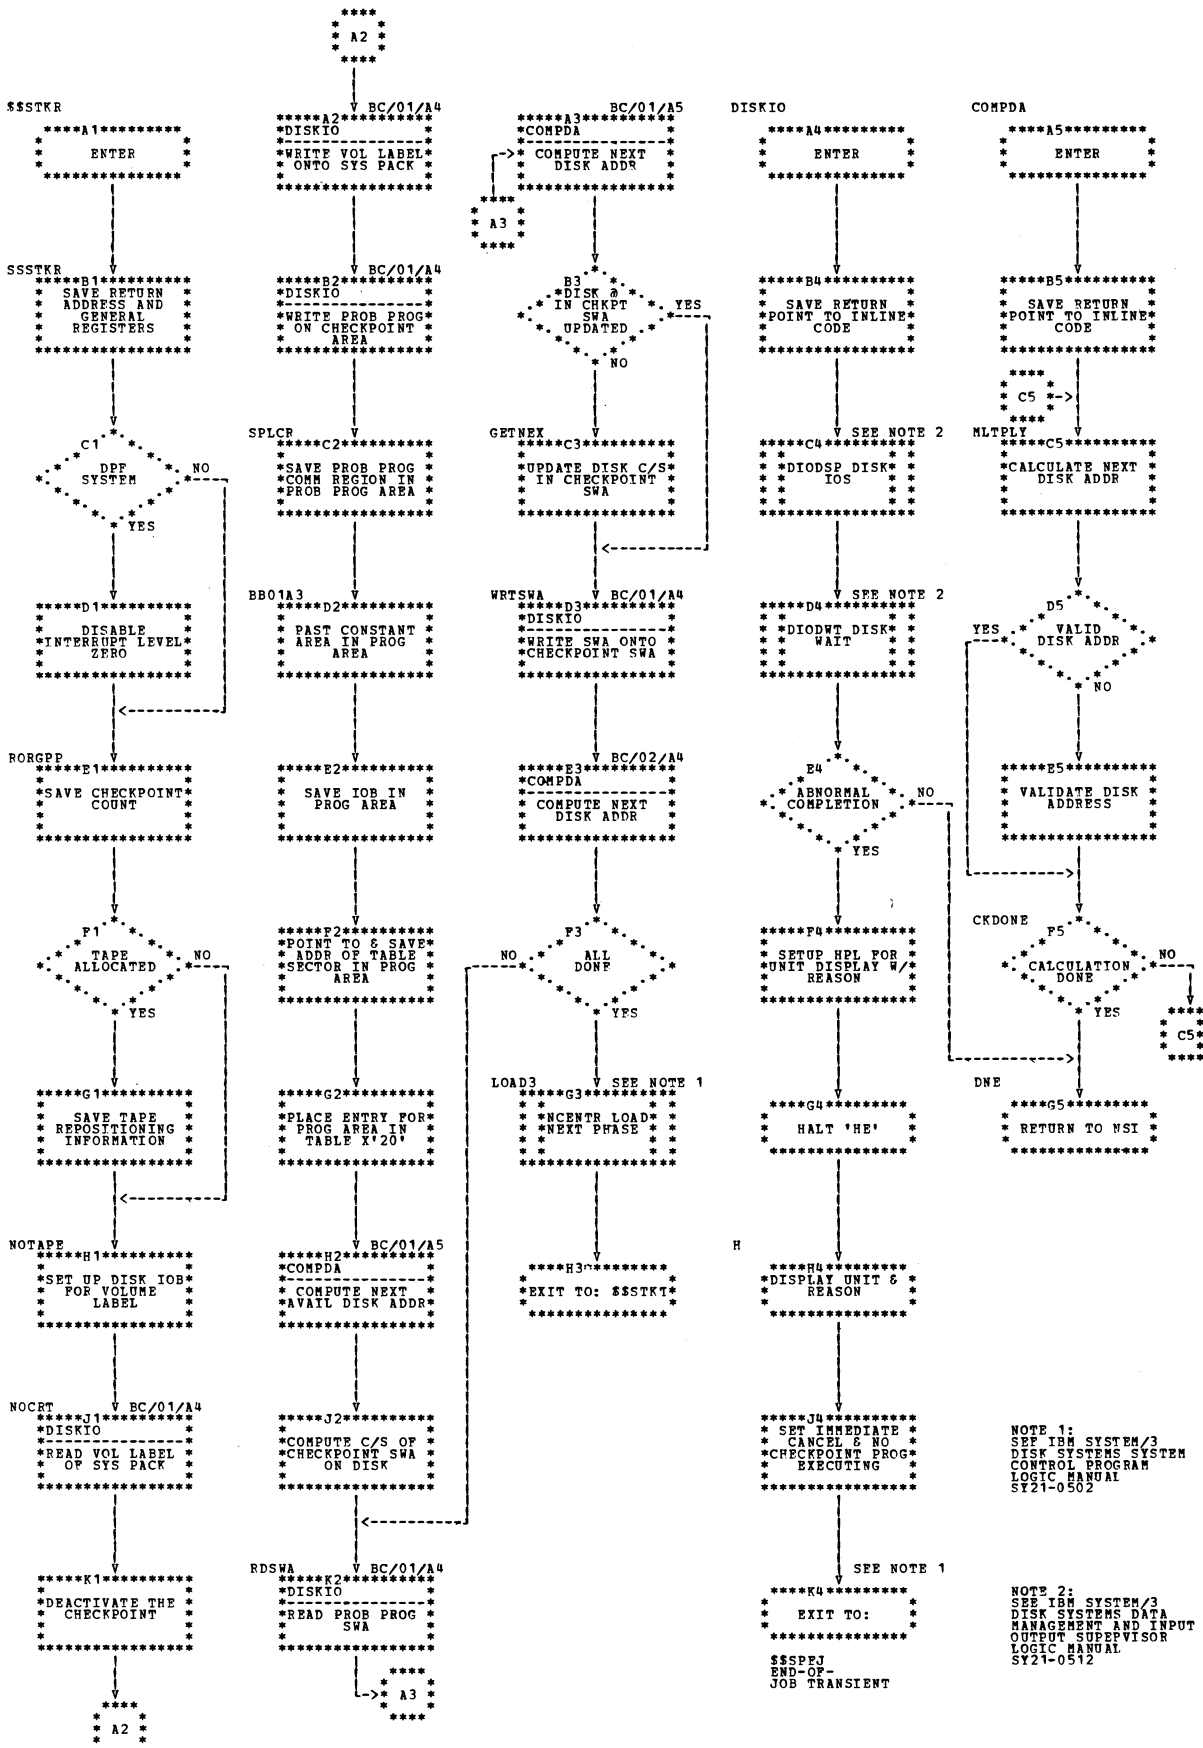 A2
$$STKR
A1
ENTER
SSSTKR
B1
SAVE RETURN
ADDRESS AND
GENERAL
REGISTERS
C1
DPF
SYSTEM
NO
YES
D1
DISABLE
INTERRUPT LEVEL
ZERO
RORGPP
E1
SAVE CHECKPOINT
COUNT
F1
TAPE
ALLOCATED
NO
YES
G1
SAVE TAPE
REPOSITIONING
INFORMATION
NOTAPE
H1
SET UP DISK IOB
FOR VOLUME
LABEL
NOCRT
BC/01/A4
J1
DISKIO
READ VOL LABEL
OF SYS PACK
K1
DEACTIVATE THE
CHECKPOINT
A2
BC/01/A4
A2
DISKIO
WRITE VOL LABEL
ONTO SYS PACK
BC/01/A4
B2
DISKIO
WRITE PROB PROG
ON CHECKPOINT
AREA
SPLCR
C2
SAVE PROB PROG
COMM REGION IN
PROB PROG AREA
BB01A3
D2
PAST CONSTANT
AREA IN PROG
AREA
E2
SAVE IOB IN
PROG AREA
F2
POINT TO & SAVE
ADDR OF TABLE
SECTOR IN PROG
AREA
G2
PLACE ENTRY FOR
PROG AREA IN
TABLE X'20'
BC/01/A5
H2
COMPDA
COMPUTE NEXT
AVAIL DISK ADDR
J2
COMPUTE C/S OF
CHECKPOINT SWA
ON DISK
RDSWA
BC/01/A4
K2
DISKIO
READ PROB PROG
SWA
A3
BC/01/A5
A3
COMPDA
COMPUTE NEXT
DISK ADDR
A3
B3
DISK @
IN CHKPT
SWA
UPDATED
YES
NO
GETNEX
C3
UPDATE DISK C/S
IN CHECKPOINT
SWA
WRTSWA
BC/01/A4
D3
DISKIO
WRITE SWA ONTO
CHECKPOINT SWA
BC/02/A4
E3
COMPDA
COMPUTE NEXT
DISK ADDR
F3
ALL
DONE
NO
YES
LOAD3
SEE NOTE 1
G3
NCENTR LOAD
NEXT PHASE
H3
EXIT TO: $$STKT
DISKIO
A4
ENTER
B4
SAVE RETURN
POINT TO INLINE
CODE
SEE NOTE 2
C4
DIODSP DISK
IOS
SEE NOTE 2
D4
DIODWT DISK
WAIT
E4
ABNORMAL
COMPLETION
NO
YES
F4
SETUP HPL FOR
UNIT DISPLAY W/
REASON
G4
HALT 'HE'
H
H4
DISPLAY UNIT &
REASON
J4
SET IMMEDIATE
CANCEL & NO
CHECKPOINT PROG
EXECUTING
SEE NOTE 1
K4
EXIT TO:
$$SPEJ
END-OF-
JOB TRANSIENT
COMPDA
A5
ENTER
B5
SAVE RETURN
POINT TO INLINE
CODE
C5
MLTPLY
C5
CALCULATE NEXT
DISK ADDR
D5
VALID
DISK ADDR
YES
NO
E5
VALIDATE DISK
ADDRESS
CKDONE
F5
CALCULATION
DONE
NO
YES
C5
DNE
G5
RETURN TO NSI
NOTE 1:
SEE IBM SYSTEM/3
DISK SYSTEMS SYSTEM
CONTROL PROGRAM
LOGIC MANUAL
SY21-0502
NOTE 2:
SEE IBM SYSTEM/3
DISK SYSTEMS DATA
MANAGEMENT AND INPUT
OUTPUT SUPERVISOR
LOGIC MANUAL
SY21-0512